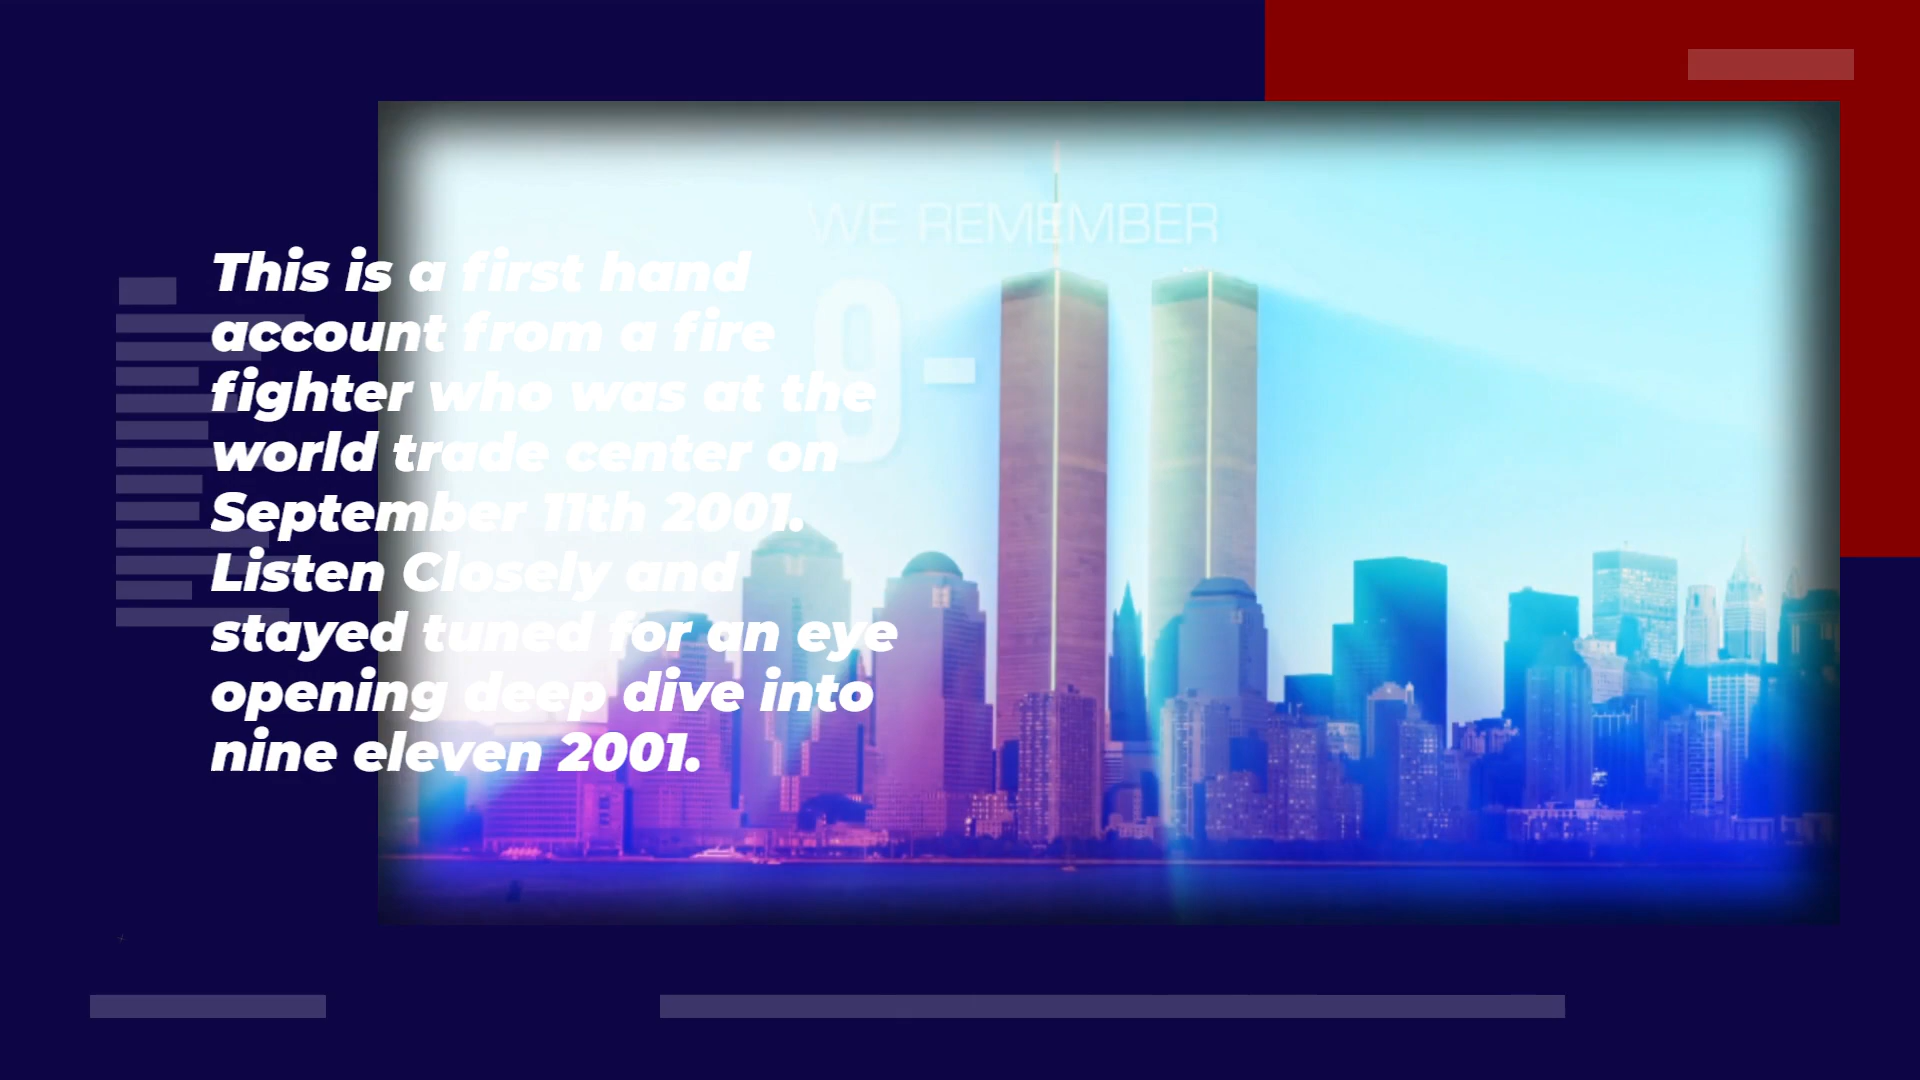 WE REMEMBER
9-
This is a first hand
account from a fire
fighter who was at the
world trade center on
September 11th 2001.
Listen Closely and
stayed tuned for an eye
opening deep dive into
nine eleven 2001.